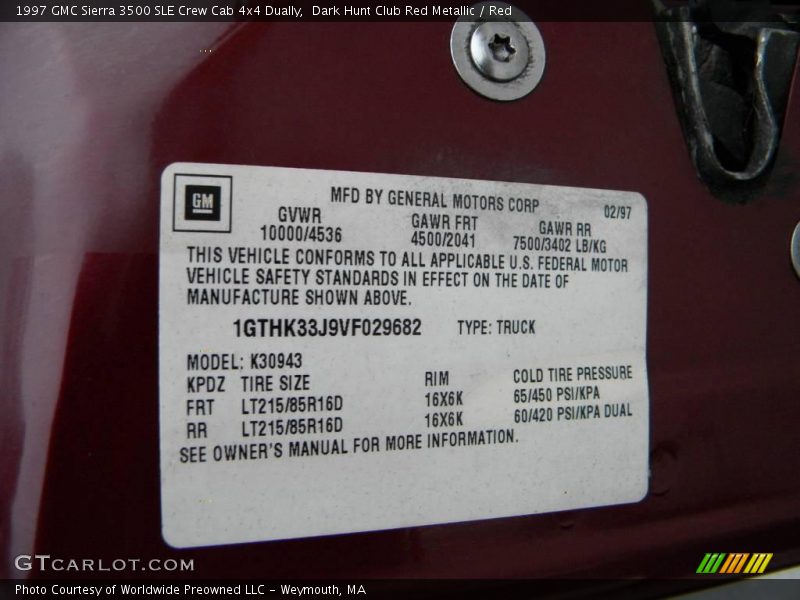 1997 GMC Sierra 3500 SLE Crew Cab 4x4 Dually,  Dark Hunt Club Red Metallic / Red
GM
MFD BY GENERAL MOTORS CORP 02/97
GVWR GAWR FRT GAWR RR
10000/4536 4500/2041 7500/3402 LB/KG
THIS VEHICLE CONFORMS TO ALL APPLICABLE U.S. FEDERAL MOTOR
VEHICLE SAFETY STANDARDS IN EFFECT ON THE DATE OF
MANUFACTURE SHOWN ABOVE.
1GTHK33J9VF029682 TYPE: TRUCK
MODEL: K30943
KPDZ TIRE SIZE RIM COLD TIRE PRESSURE
FRT LT215/85R16D 16X6K 65/450 PSI/KPA
RR LT215/85R16D 16X6K 60/420 PSI/KPA DUAL
SEE OWNER'S MANUAL FOR MORE INFORMATION.
GTCARLOT.COM
Photo Courtesy of Worldwide Preowned LLC – Weymouth, MA